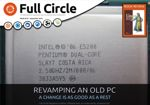 Full Circle
INTEL® ©'06 E5200
PENTIUM® DUAL-CORE
SLAY7 COSTA RICA
2.50GHZ/2M/800/06
REVAMPING AN OLD PC
A CHANGE IS AS GOOD AS A REST